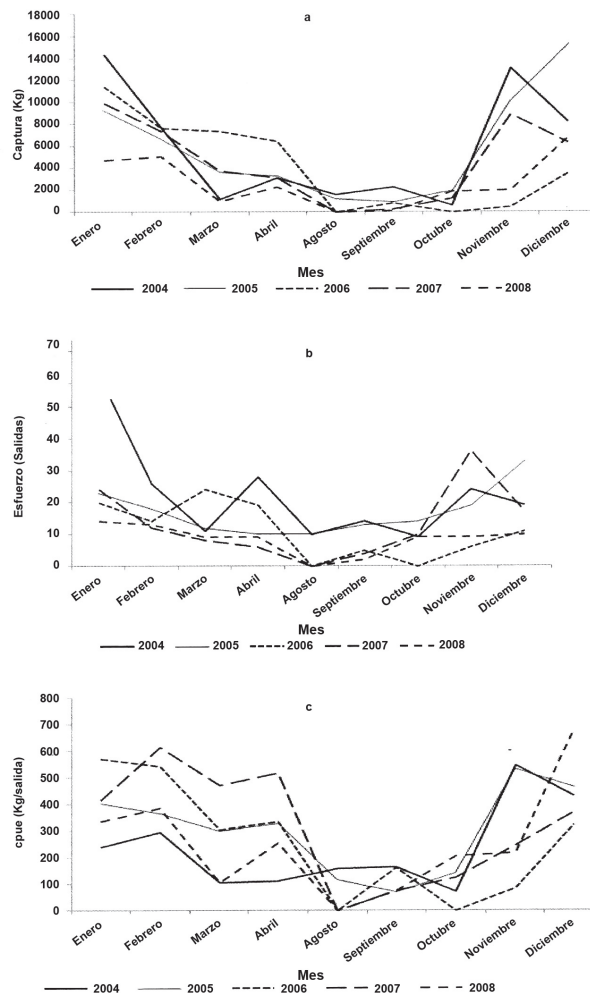 a
Captura (Kg)
18000
16000
14000
12000
10000
8000
6000
4000
2000
0
Enero Febrero Marzo Abril Agosto Septiembre Octubre Noviembre Diciembre
Mes
2004 2005 2006 2007 2008
b
Esfuerzo (Salidas)
70
60
50
40
30
20
10
0
Enero Febrero Marzo Abril Agosto Septiembre Octubre Noviembre Diciembre
Mes
2004 2005 2006 2007 2008
c
cpue (Kg/salida)
800
700
600
500
400
300
200
100
0
Enero Febrero Marzo Abril Agosto Septiembre Octubre Noviembre Diciembre
Mes
2004 2005 2006 2007 2008